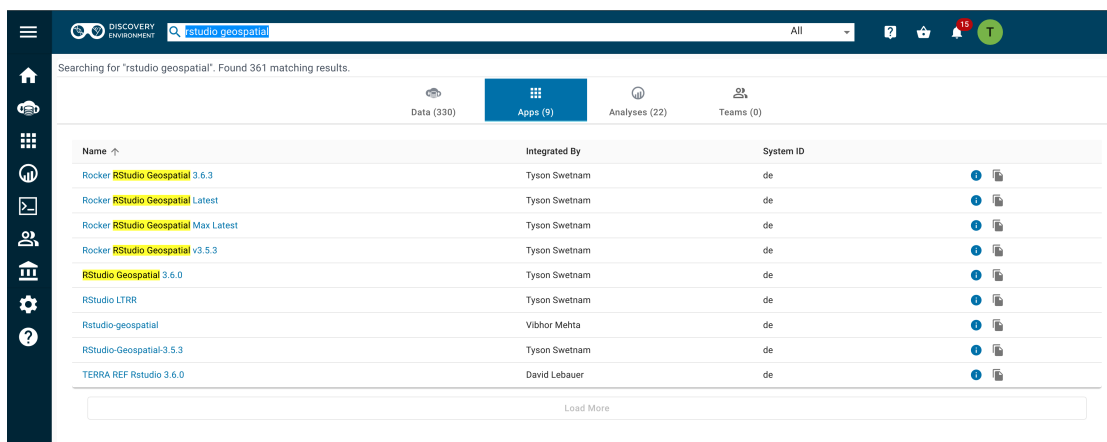 DISCOVERY
ENVIRONMENT
rstudio geospatial
All
15
T
Searching for "rstudio geospatial". Found 361 matching results.
Data (330) Apps (9) Analyses (22) Teams (0)
Name Integrated By System ID
Rocker RStudio Geospatial 3.6.3 Tyson Swetnam de
Rocker RStudio Geospatial Latest Tyson Swetnam de
Rocker RStudio Geospatial Max Latest Tyson Swetnam de
Rocker RStudio Geospatial v3.5.3 Tyson Swetnam de
RStudio Geospatial 3.6.0 Tyson Swetnam de
RStudio LTRR Tyson Swetnam de
Rstudio-geospatial Vibhor Mehta de
RStudio-Geospatial-3.5.3 Tyson Swetnam de
TERRA REF Rstudio 3.6.0 David Lebauer de
Load More